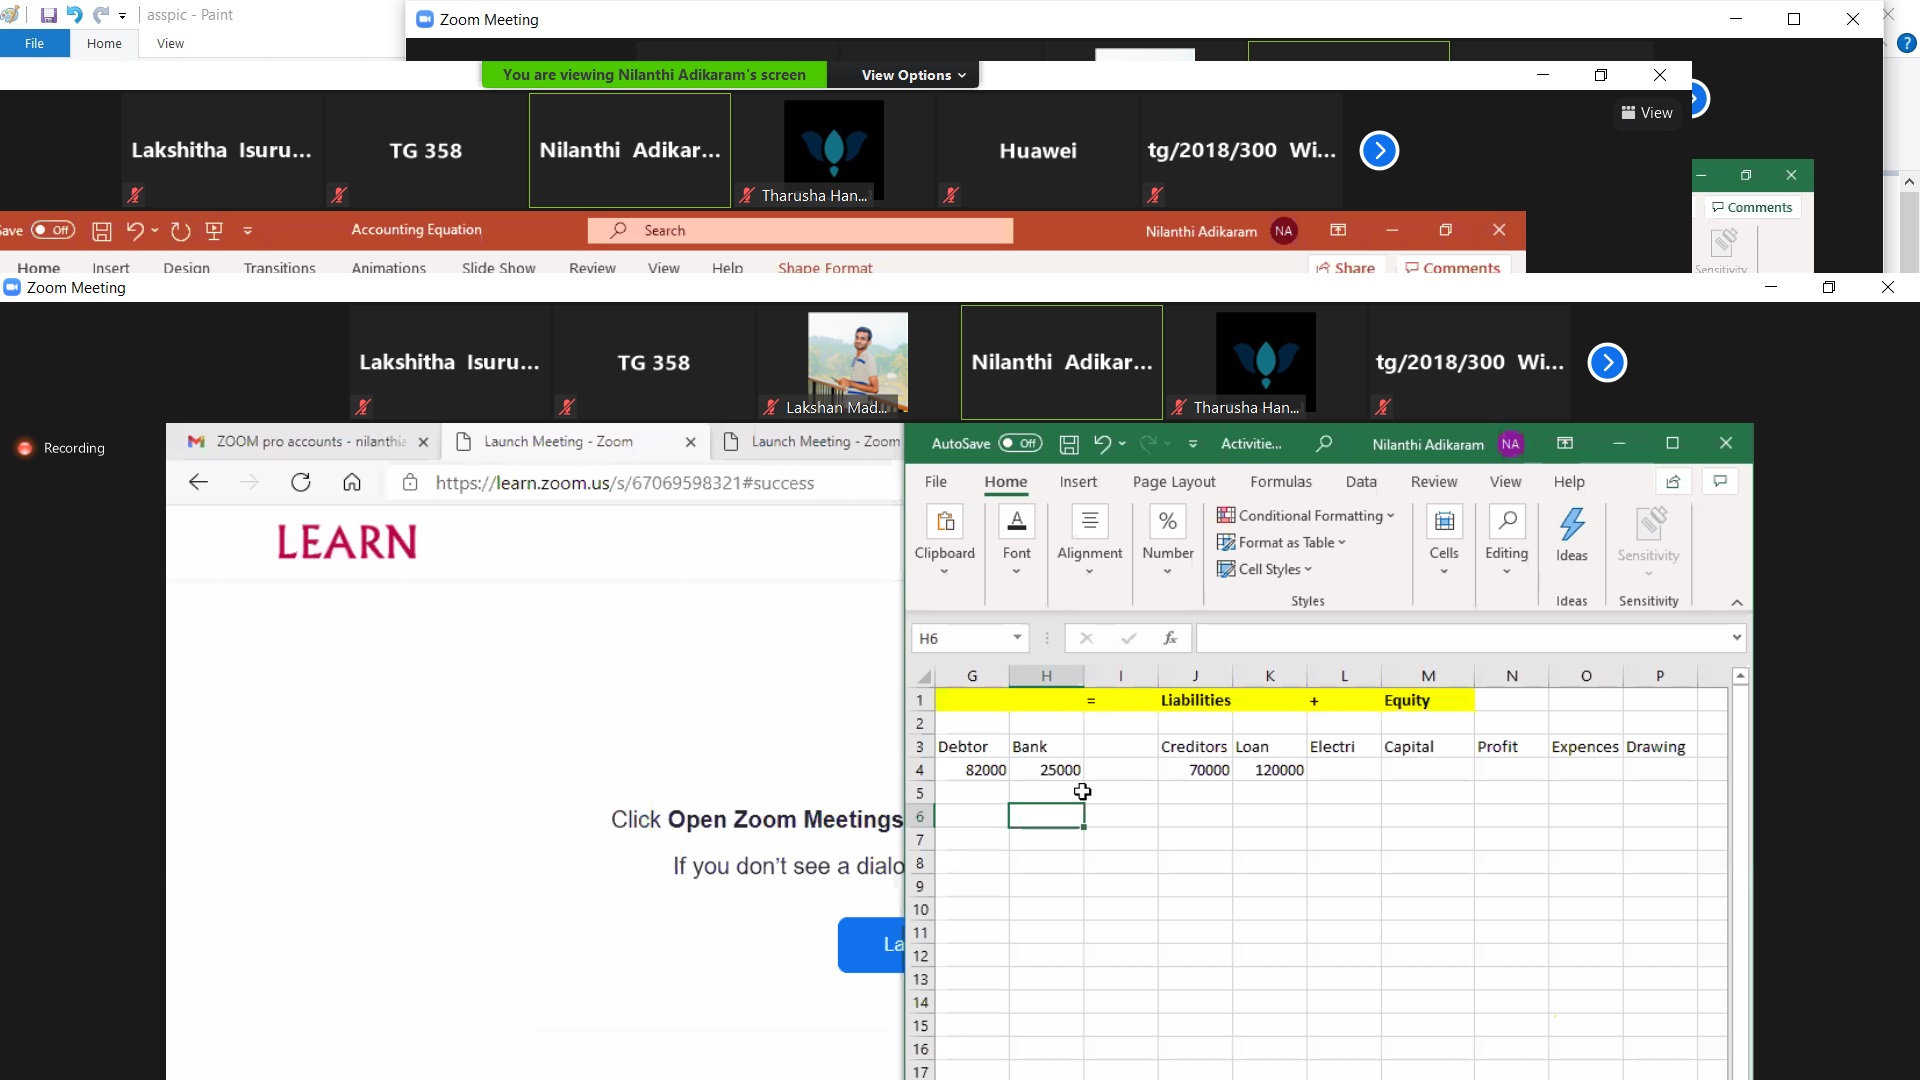 asspic - Paint
Zoom Meeting
File Home View
You are viewing Nilanthi Adikaram's screen View Options
View
Lakshitha Isuru... TG 358 Nilanthi Adikar... Tharusha Han... Huawei tg/2018/300 Wi...
Comments
Save Off Accounting Equation Search Nilanthi Adikaram NA
Sensitivity
Home Insert Design Transitions Animations Slide Show Review View Help Shape Format Share Comments
Zoom Meeting
Lakshitha Isuru... TG 358 Lakshan Mad... Nilanthi Adikar... Tharusha Han... tg/2018/300 Wi...
Recording
ZOOM pro accounts - nilanthia Launch Meeting - Zoom Launch Meeting - Zoom
https://learn.zoom.us/s/67069598321#success
LEARN
Click Open Zoom Meetings
If you don't see a dialo
La
AutoSave Off Activitie... Nilanthi Adikaram NA
File Home Insert Page Layout Formulas Data Review View Help
Clipboard Font Alignment % Number Conditional Formatting Cells Editing Ideas Sensitivity
Format as Table
Cell Styles
Styles Ideas Sensitivity
H6 fx
G H I J K L M N O P
1 = Liabilities + Equity
2
3 Debtor Bank Creditors Loan Electri Capital Profit Expences Drawing
4 82000 25000 70000 120000
5
6
7
8
9
10
11
12
13
14
15
16
17